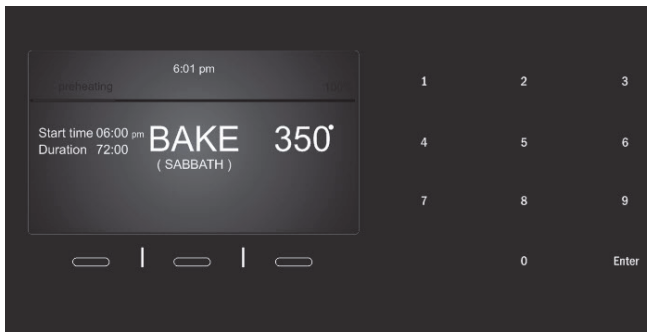 6:01 pm
preheating 100°
Start time 06:00 pm
Duration 72:00
BAKE
( SABBATH )
350°
1 2 3
4 5 6
7 8 9
0 Enter